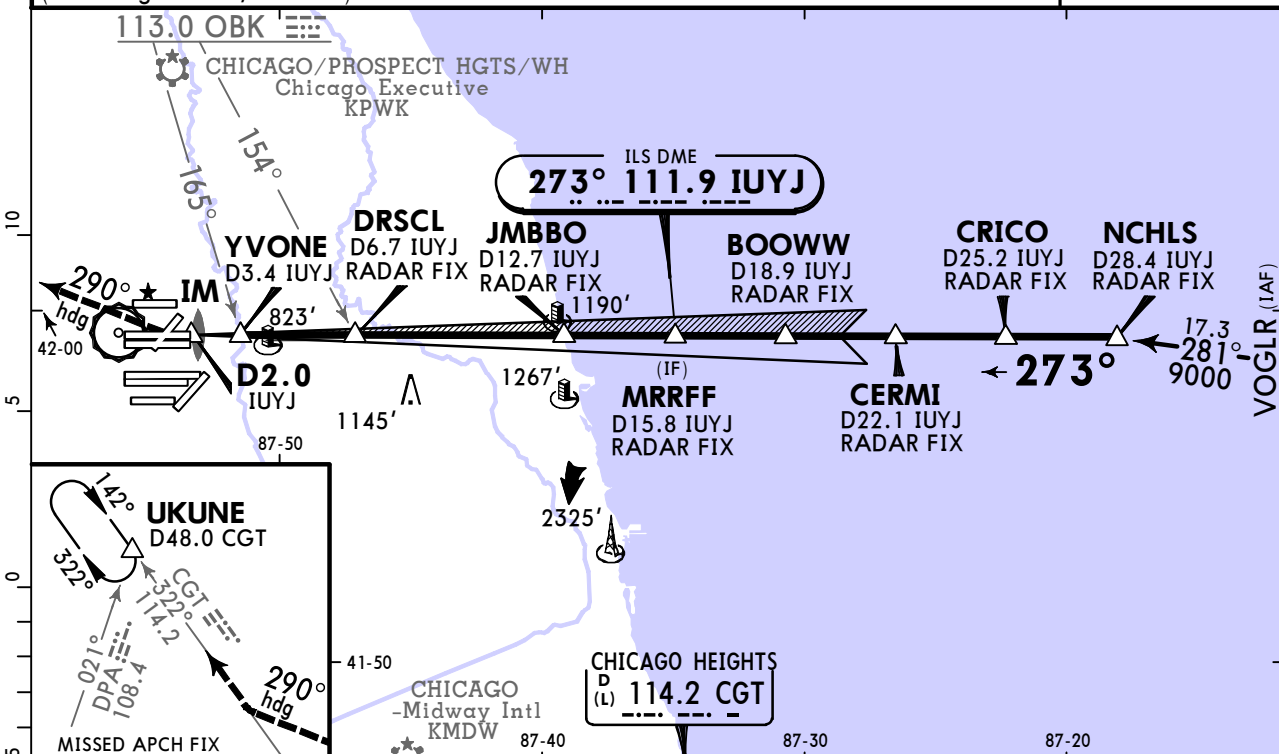 113.0 OBK
CHICAGO/PROSPECT HGTS/WH
Chicago Executive
KPWK
154°
165°
ILS DME
273° 111.9 IUYJ
YVONE
D3.4 IUYJ
DRSCL
D6.7 IUYJ
RADAR FIX
JMBBO
D12.7 IUYJ
RADAR FIX
BOOWW
D18.9 IUYJ
RADAR FIX
CRICO
D25.2 IUYJ
RADAR FIX
NCHLS
D28.4 IUYJ
RADAR FIX
VOGLR (IAF)
10
290°
hdg
IM
823'
1190'
17.3
281°
9000
42-00
D2.0
IUYJ
1267'
(IF)
MRRFF
D15.8 IUYJ
RADAR FIX
CERMI
D22.1 IUYJ
RADAR FIX
273°
5
1145'
87-50
2325'
142°
322°
UKUNE
D48.0 CGT
0
CGT
322°
114.2
021°
DPA
108.4
290°
hdg
MISSED APCH FIX
41-50
CHICAGO
-Midway Intl
KMDW
CHICAGO HEIGHTS
D
(L)
114.2 CGT
87-40
87-30
87-20